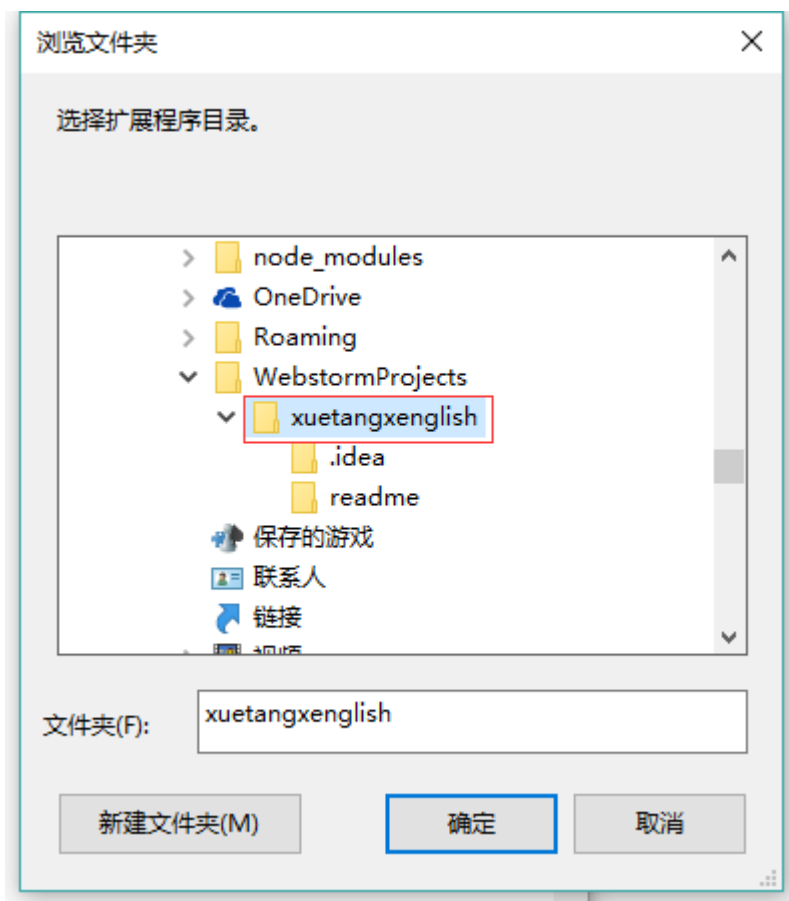 浏览文件夹
选择扩展程序目录。
node_modules
OneDrive
Roaming
WebstormProjects
xuetangxenglish
.idea
readme
保存的游戏
联系人
链接
文件夹(F):
xuetangxenglish
新建文件夹(M)
确定
取消